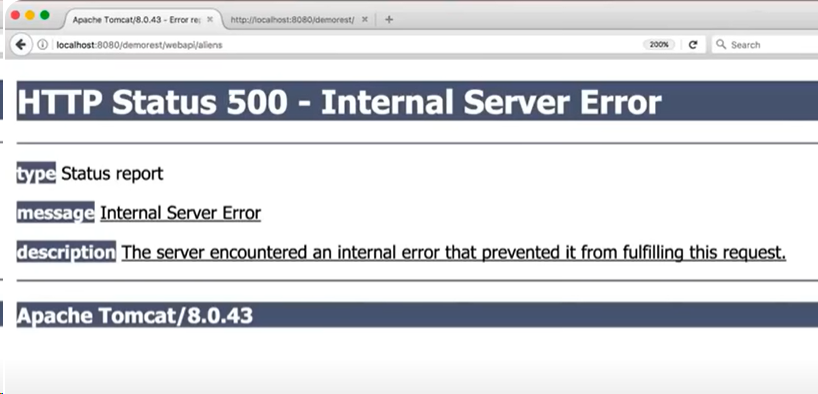 Apache Tomcat/8.0.43 - Error re
http://localhost:8080/demorest/
localhost:8080/demorest/webapi/aliens
200%
Search
HTTP Status 500 - Internal Server Error
type Status report
message Internal Server Error
description The server encountered an internal error that prevented it from fulfilling this request.
Apache Tomcat/8.0.43